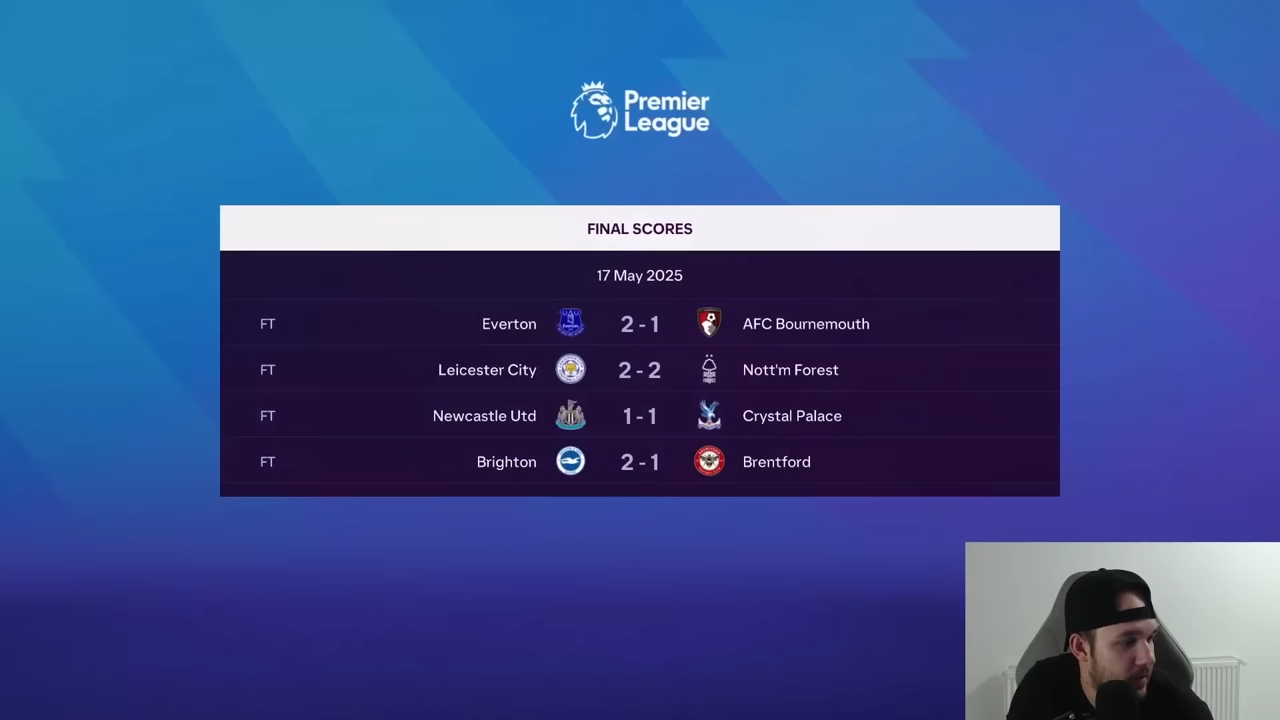 Premier
League
FINAL SCORES
17 May 2025
FT Everton 2 - 1 AFC Bournemouth
FT Leicester City 2 - 2 Nott'm Forest
FT Newcastle Utd 1 - 1 Crystal Palace
FT Brighton 2 - 1 Brentford